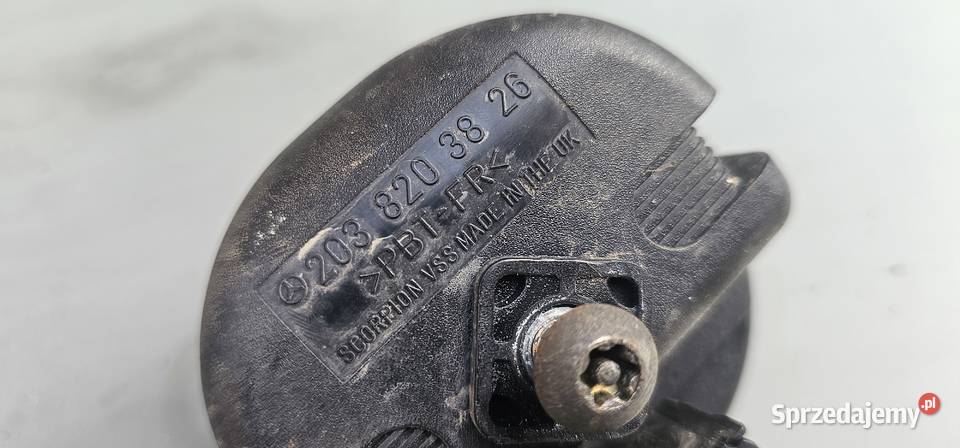 203 820 38 26
>PBT-FR<
SCORPION VSS MADE IN THE UK
Sprzedajemy.pl